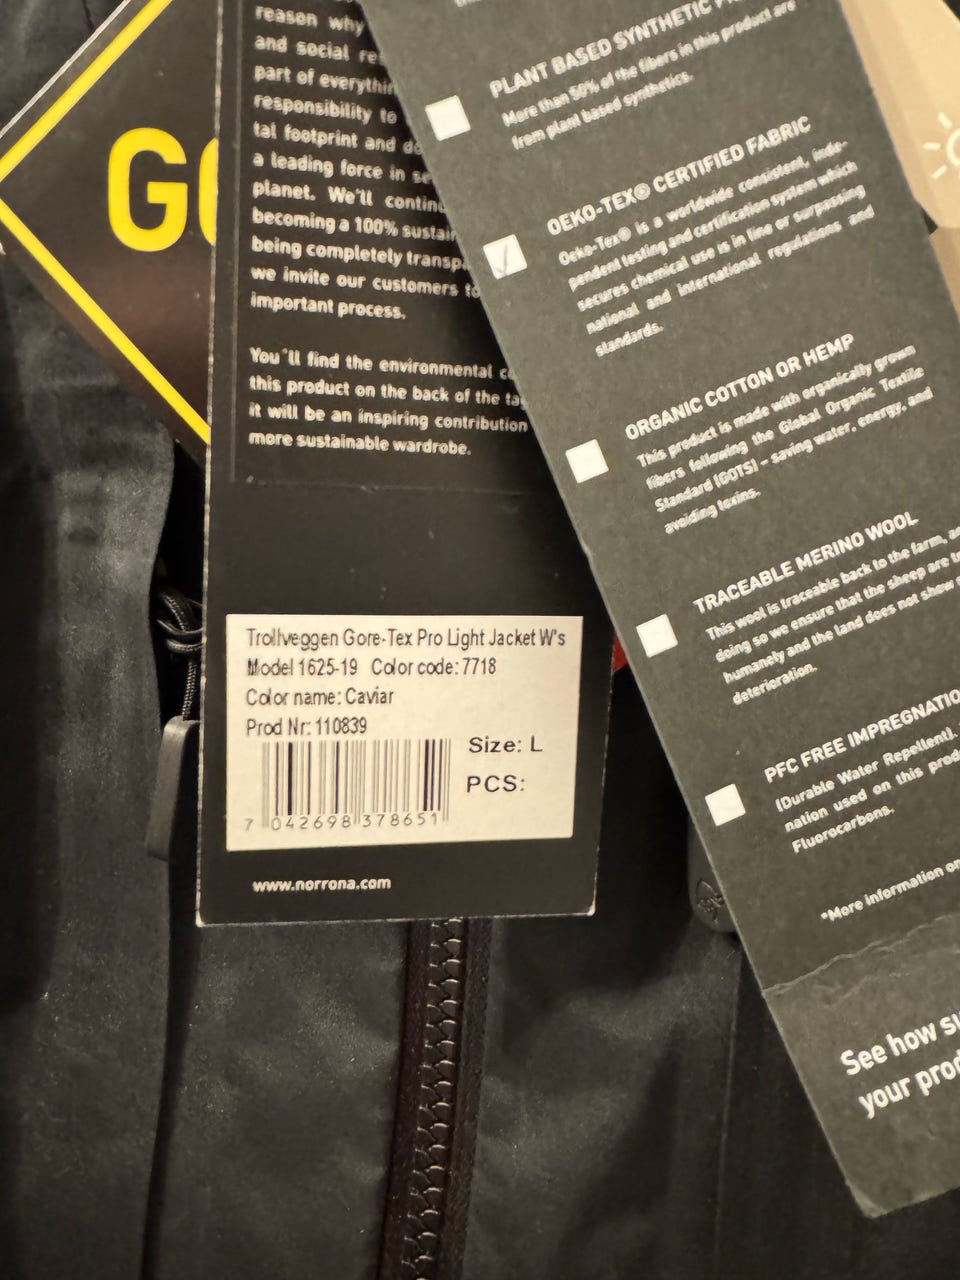 GO
reason why
and social re
part of everythin
responsibility to
tal footprint and de
a leading force in se
planet. We'll contin
becoming a 100% sustai
being completely transp
we invite our customers to
important process.
You'll find the environmental c
this product on the back of the ta
it will be an inspiring contribution
more sustainable wardrobe.
Trollveggen Gore-Tex Pro Light Jacket W's
Model 1625-19 Color code: 7718
Color name: Caviar
Prod Nr: 110839
Size: L
PCS:
7 042698 378651
www.norrona.com
PLANT BASED SYNTHETIC
More than 50% of the fibers in this product are
from plant based synthetics.
OEKO-TEX® CERTIFIED FABRIC
Oeko-Tex® is a worldwide consistent, inde-
pendent testing and certification system which
secures chemical use is in line or surpassing
national and international regulations and
standards.
ORGANIC COTTON OR HEMP
This product is made with organically grown
fibers following the Global Organic Textile
Standard (GOTS) – saving water, energy, and
avoiding toxins.
TRACEABLE MERINO WOOL
This wool is traceable back to the farm,
doing so we ensure that the sheep are
humanely and the land does not show
deterioration.
PFC FREE IMPREGNATIO
(Durable Water Repellent).
nation used on this prod
Fluorocarbons.
*More information on
See how su
your prod